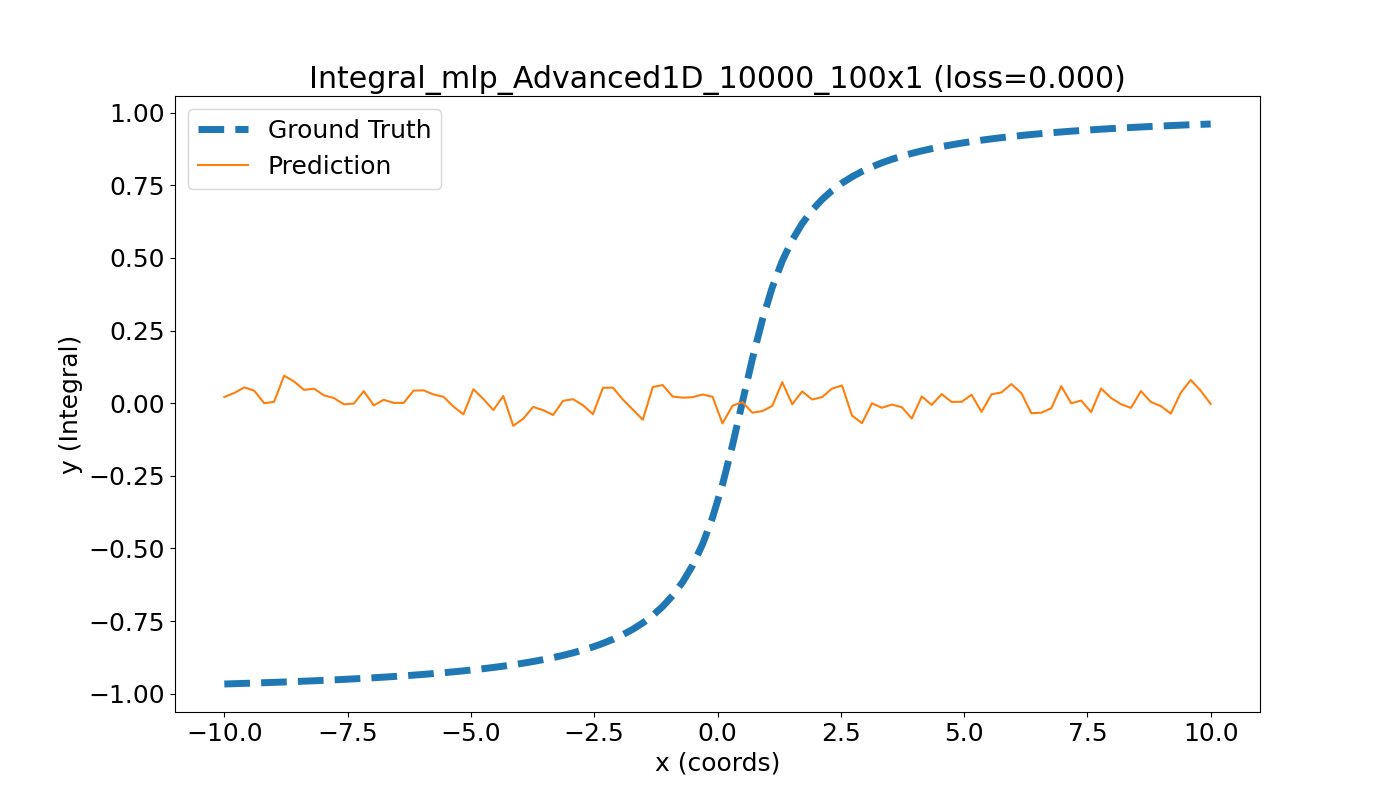 Integral_mlp_Advanced1D_10000_100x1 (loss=0.000)
Ground Truth
Prediction
1.00
0.75
0.50
0.25
0.00
−0.25
−0.50
−0.75
−1.00
y (Integral)
−10.0 −7.5 −5.0 −2.5 0.0 2.5 5.0 7.5 10.0
x (coords)